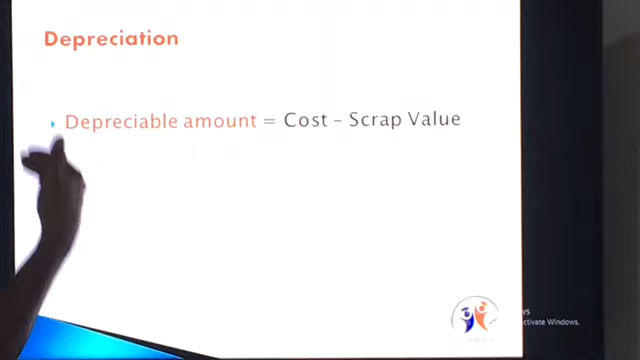 Depreciation
Depreciable amount = Cost – Scrap Value
ctivate Windows.